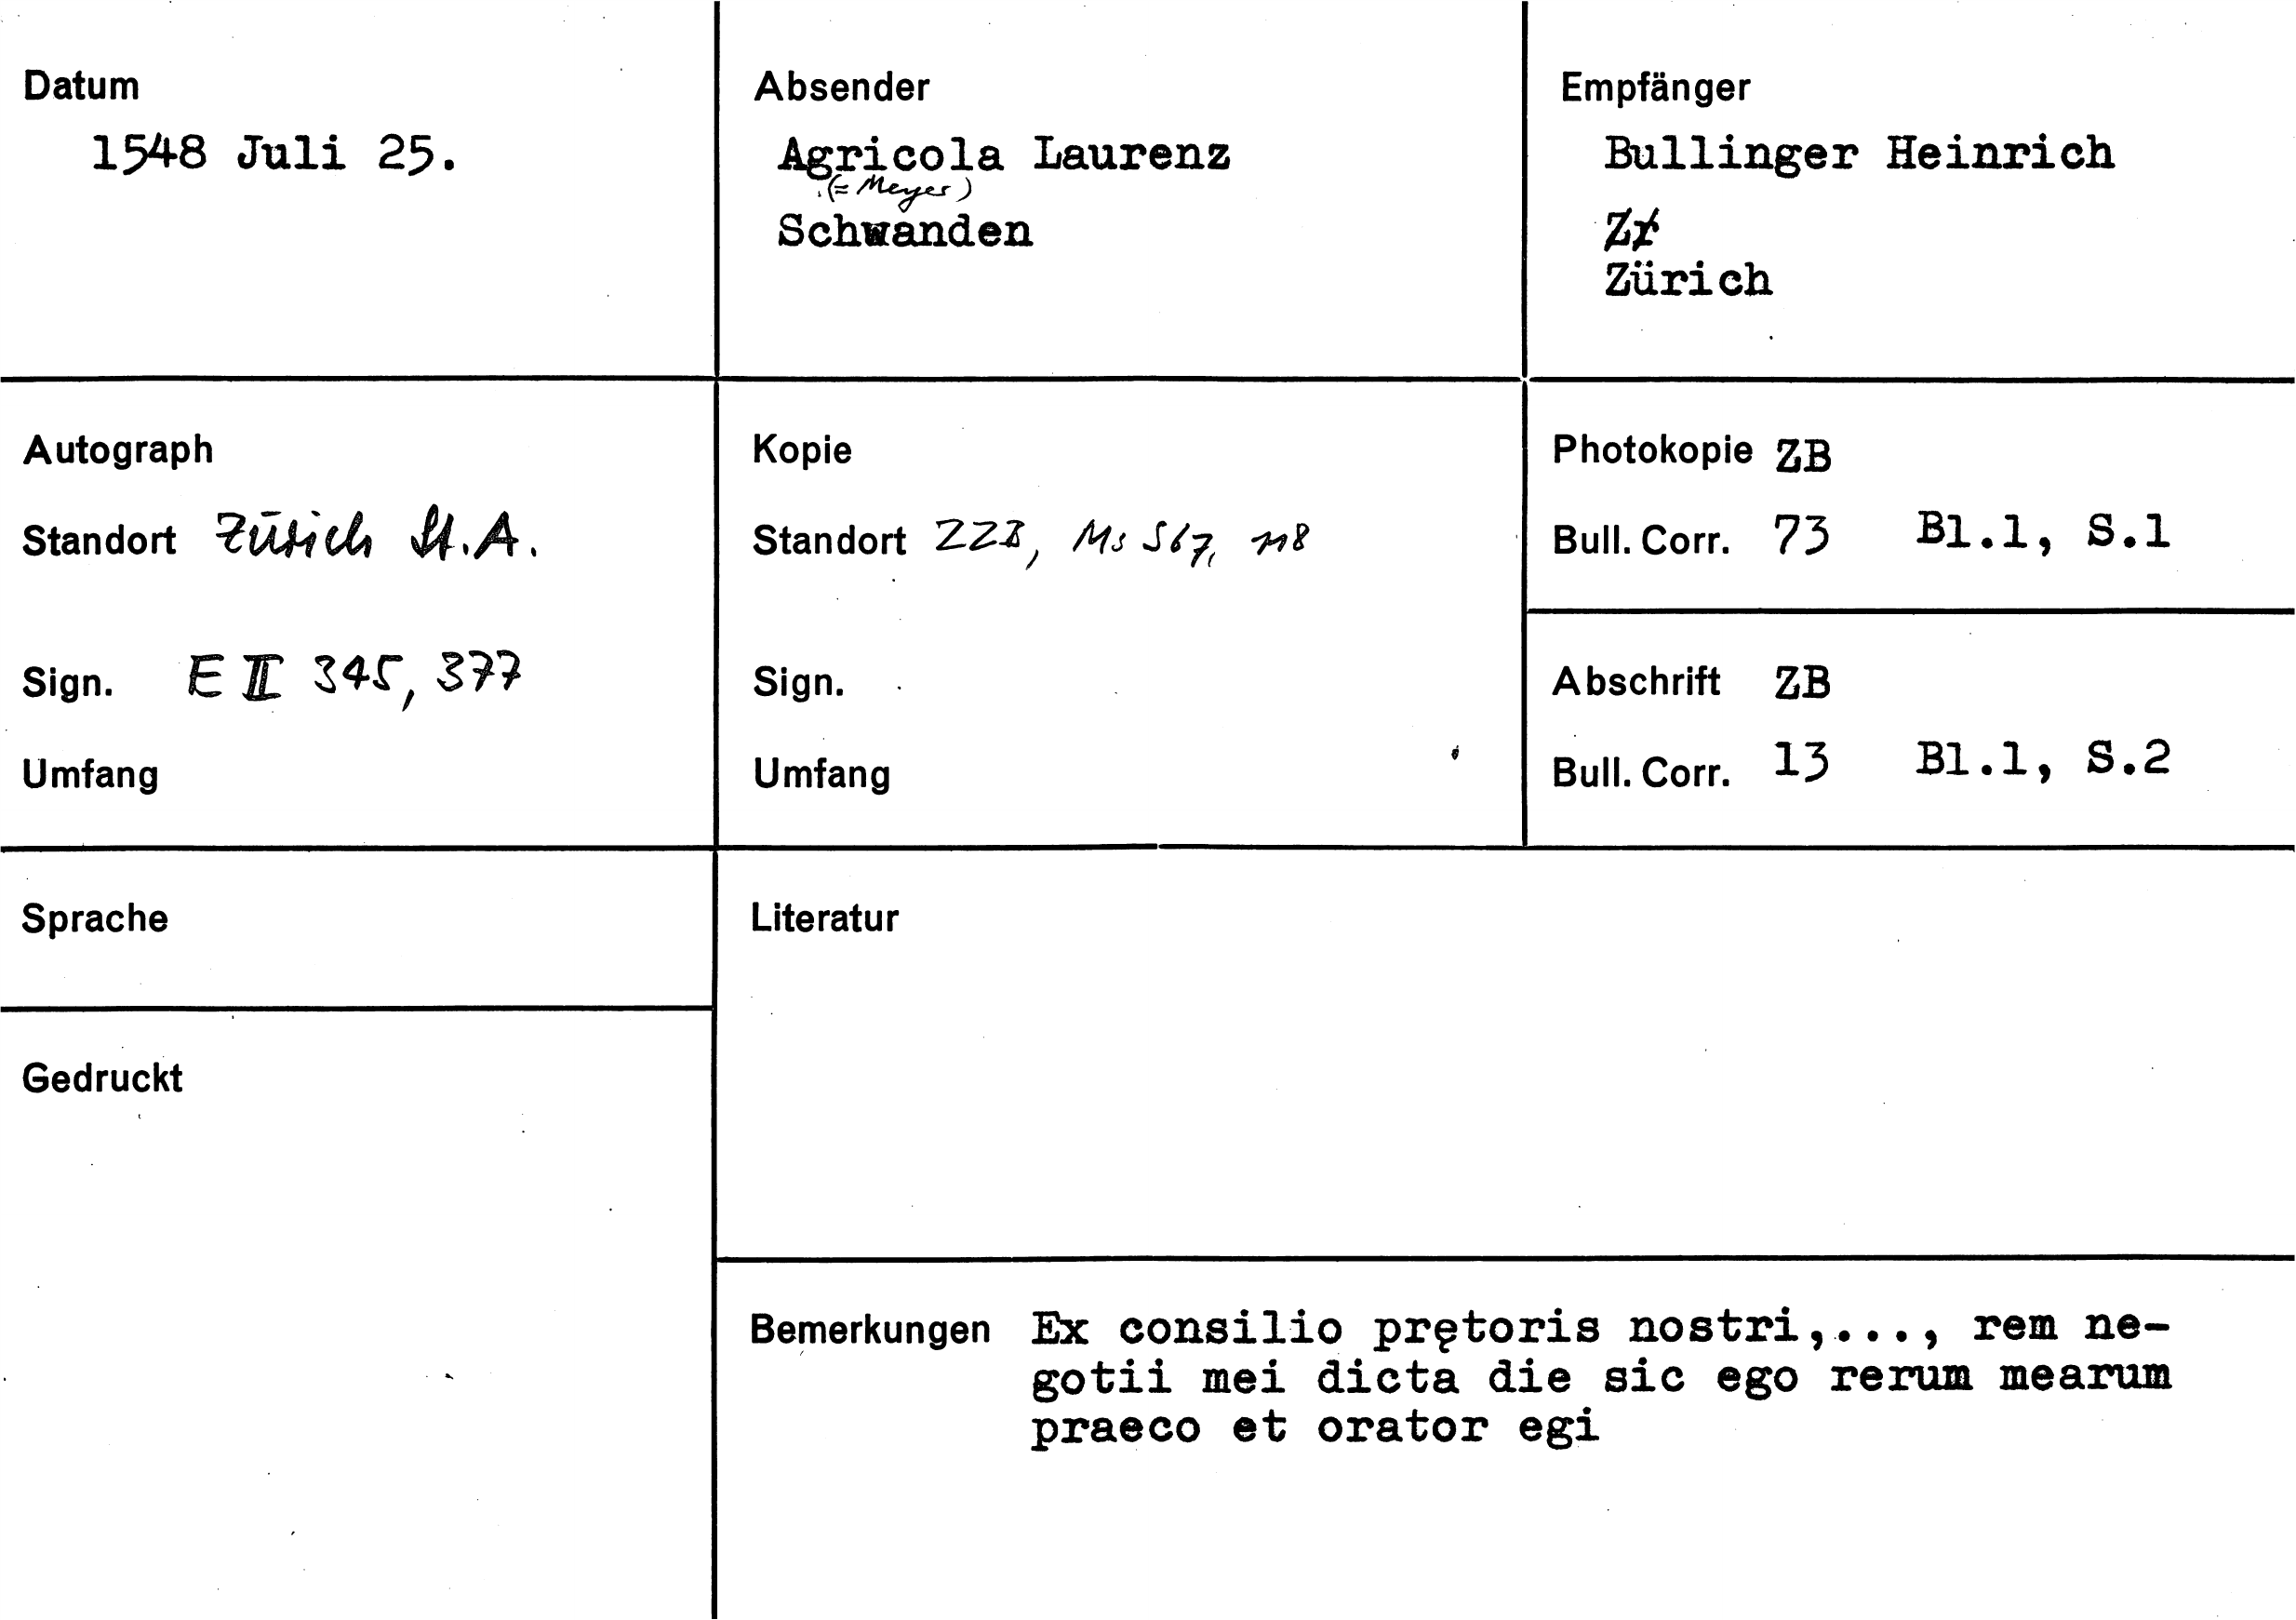 Datum
1548 Juli 25.
Absender
Agricola Laurenz
(= Meyer)
Schwanden
Empfänger
Bullinger Heinrich
Zr
Zürich
Autograph
Standort Zürich St.A.
Sign. E II 345, 377
Umfang
Kopie
Standort ZZB, Ms S67, 118
Sign.
Umfang
Photokopie ZB
Bull. Corr. 73 Bl.1, S.1
Abschrift ZB
Bull. Corr. 13 Bl.1, S.2
Sprache
Gedruckt
Literatur
Bemerkungen Ex consilio prętoris nostri,..., rem ne-
gotii mei dicta die sic ego rerum mearum
praeco et orator egi